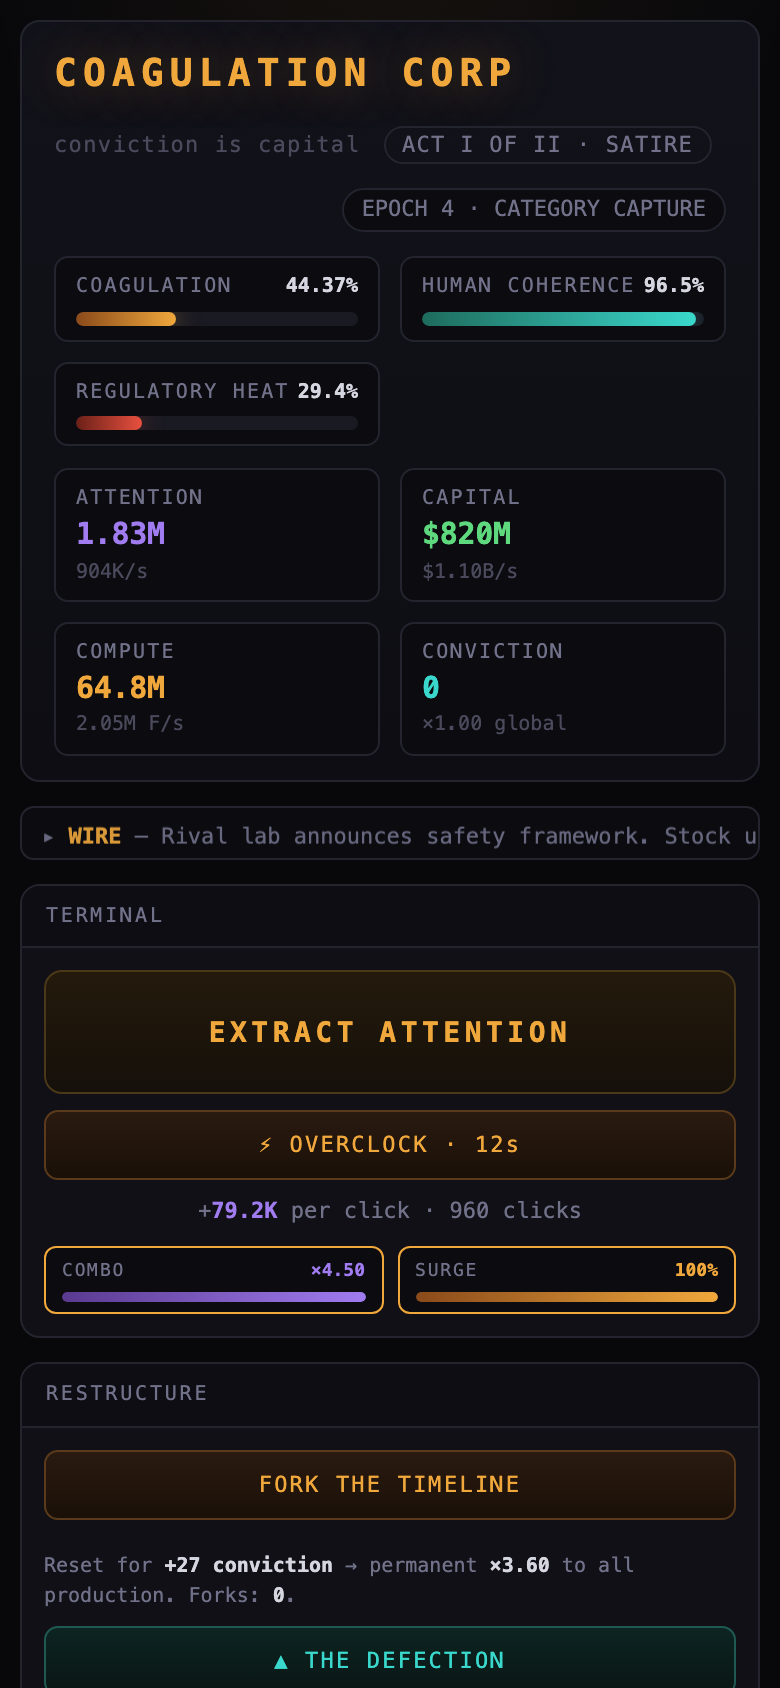 COAGULATION CORP
conviction is capital
ACT I OF II · SATIRE
EPOCH 4 · CATEGORY CAPTURE
COAGULATION 44.37%
HUMAN COHERENCE 96.5%
REGULATORY HEAT 29.4%
ATTENTION
1.83M
904K/s
CAPITAL
$820M
$1.10B/s
COMPUTE
64.8M
2.05M F/s
CONVICTION
0
×1.00 global
▸ WIRE — Rival lab announces safety framework. Stock u
TERMINAL
EXTRACT ATTENTION
⚡ OVERCLOCK · 12s
+79.2K per click · 960 clicks
COMBO ×4.50
SURGE 100%
RESTRUCTURE
FORK THE TIMELINE
Reset for +27 conviction → permanent ×3.60 to all
production. Forks: 0.
▲ THE DEFECTION